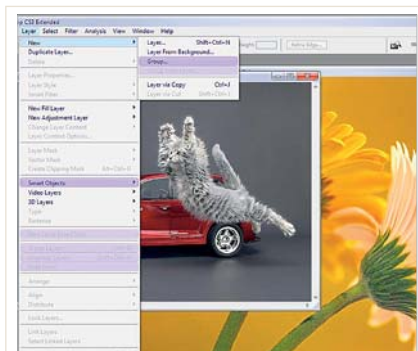 p CS3 Extended
Layer Select Filter Analysis View Window Help
New
Duplicate Layer...
Delete
Layer Properties...
Layer Style
Smart Filter
New Fill Layer
New Adjustment Layer
Change Layer Content
Layer Content Options...
Layer Mask
Vector Mask
Create Clipping Mask Alt+Ctrl+G
Smart Objects
Video Layers
3D Layers
Type
Rasterize
Arrange
Align
Distribute
Lock Layers...
Link Layers
Select Linked Layers
Layer... Shift+Ctrl+N
Layer From Background...
Group...
Layer via Copy Ctrl+J
Layer via Cut Shift+Ctrl+J
Height:
Refine Edge...